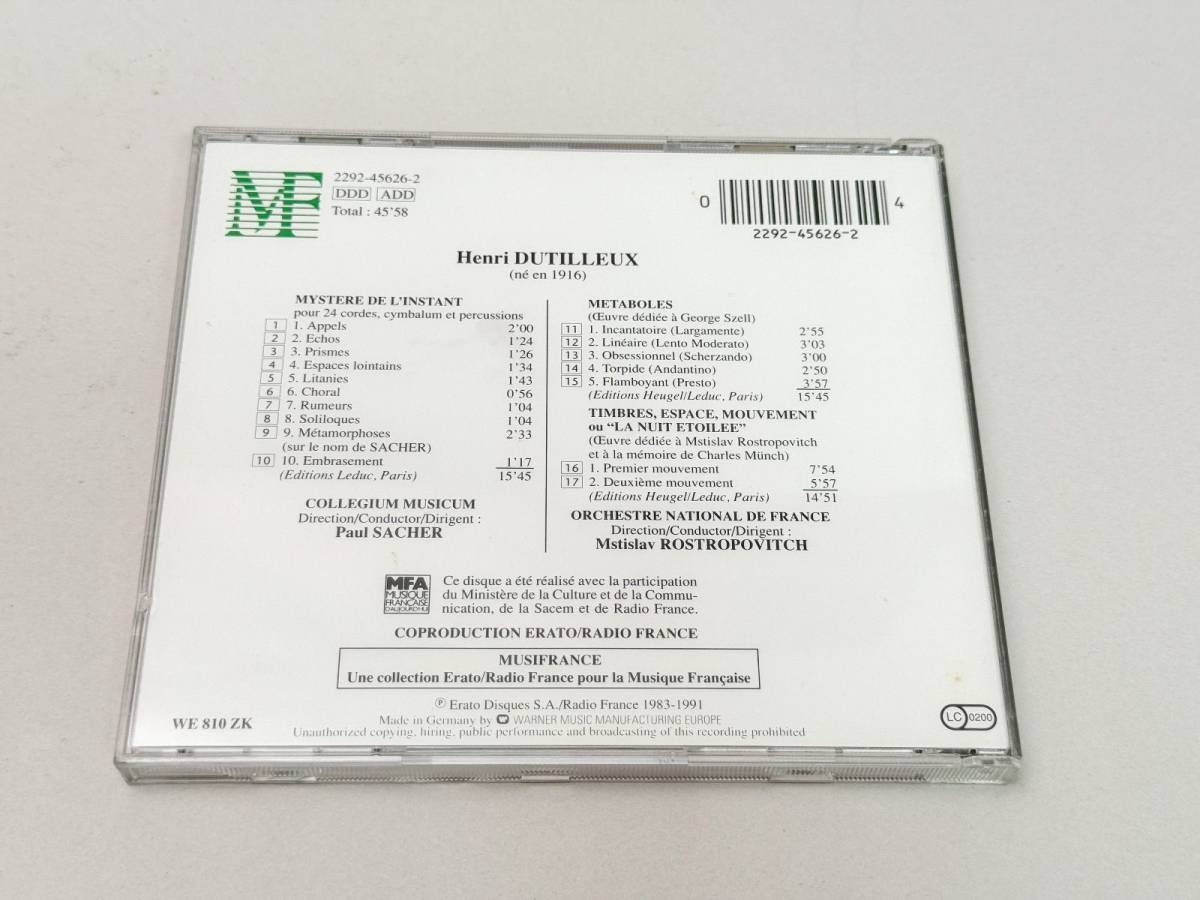 MF
2292-45626-2
DDD ADD
Total : 45'58
0 4
2292-45626-2
Henri DUTILLEUX
(né en 1916)
MYSTERE DE L'INSTANT
pour 24 cordes, cymbalum et percussions
1 1. Appels 2'00
2 2. Echos 1'24
3 3. Prismes 1'26
4 4. Espaces lointains 1'34
5 5. Litanies 1'43
6 6. Choral 0'56
7 7. Rumeurs 1'04
8 8. Soliloques 1'04
9 9. Métamorphoses 2'33
(sur le nom de SACHER)
10 10. Embrasement 1'17
(Editions Leduc, Paris) 15'45
COLLEGIUM MUSICUM
Direction/Conductor/Dirigent :
Paul SACHER
METABOLES
(Œuvre dédiée à George Szell)
11 1. Incantatoire (Largamente) 2'55
12 2. Linéaire (Lento Moderato) 3'03
13 3. Obsessionnel (Scherzando) 3'00
14 4. Torpide (Andantino) 2'50
15 5. Flamboyant (Presto) 3'57
(Editions Heugel/Leduc, Paris) 15'45
TIMBRES, ESPACE, MOUVEMENT
ou “LA NUIT ETOILEE”
(Œuvre dédiée à Mstislav Rostropovitch
et à la mémoire de Charles Münch)
16 1. Premier mouvement 7'54
17 2. Deuxième mouvement 5'57
(Editions Heugel/Leduc, Paris) 14'51
ORCHESTRE NATIONAL DE FRANCE
Direction/Conductor/Dirigent :
Mstislav ROSTROPOVITCH
MFA
MUSIQUE
FRANÇAISE
D'AUJOURD'HUI
Ce disque a été réalisé avec la participation
du Ministère de la Culture et de la Commu-
nication, de la Sacem et de Radio France.
COPRODUCTION ERATO/RADIO FRANCE
MUSIFRANCE
Une collection Erato/Radio France pour la Musique Française
℗ Erato Disques S.A./Radio France 1983-1991
Made in Germany by WARNER MUSIC MANUFACTURING EUROPE
Unauthorized copying, hiring, public performance and broadcasting of this recording prohibited
WE 810 ZK
LC 0200